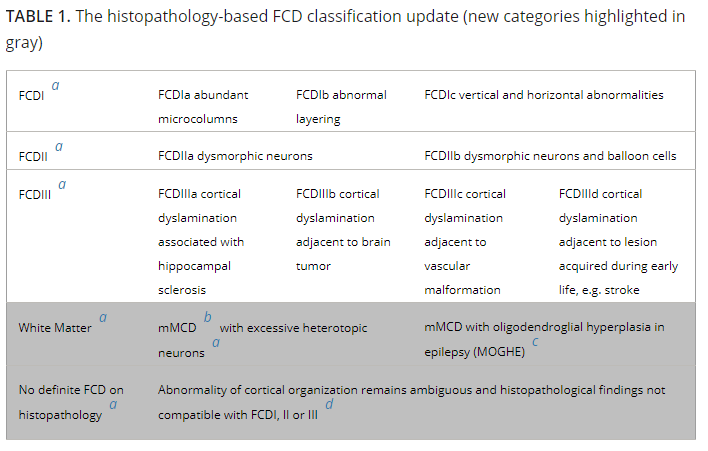 TABLE 1. The histopathology-based FCD classification update (new categories highlighted in
gray)
FCDI a
FCDIa abundant
microcolumns
FCDIb abnormal
layering
FCDIc vertical and horizontal abnormalities
FCDII a
FCDIIa dysmorphic neurons
FCDIIb dysmorphic neurons and balloon cells
FCDIII a
FCDIIIa cortical
dyslamination
associated with
hippocampal
sclerosis
FCDIIIb cortical
dyslamination
adjacent to brain
tumor
FCDIIIc cortical
dyslamination
adjacent to
vascular
malformation
FCDIIId cortical
dyslamination
adjacent to lesion
acquired during early
life, e.g. stroke
White Matter a
mMCD b with excessive heterotopic
neurons a
mMCD with oligodendroglial hyperplasia in
epilepsy (MOGHE) c
No definite FCD on
histopathology a
Abnormality of cortical organization remains ambiguous and histopathological findings not
compatible with FCDI, II or III d